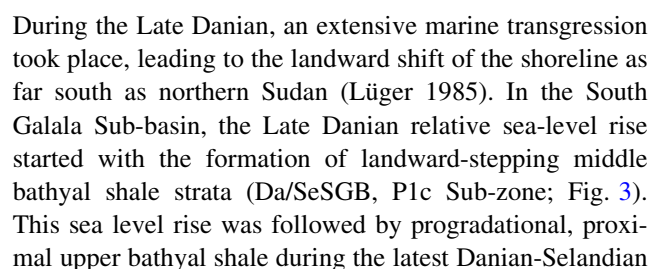 During the Late Danian, an extensive marine transgression
took place, leading to the landward shift of the shoreline as
far south as northern Sudan (Lüger 1985). In the South
Galala Sub-basin, the Late Danian relative sea-level rise
started with the formation of landward-stepping middle
bathyal shale strata (Da/SeSGB, P1c Sub-zone; Fig. 3).
This sea level rise was followed by progradational, proxi-
mal upper bathyal shale during the latest Danian-Selandian